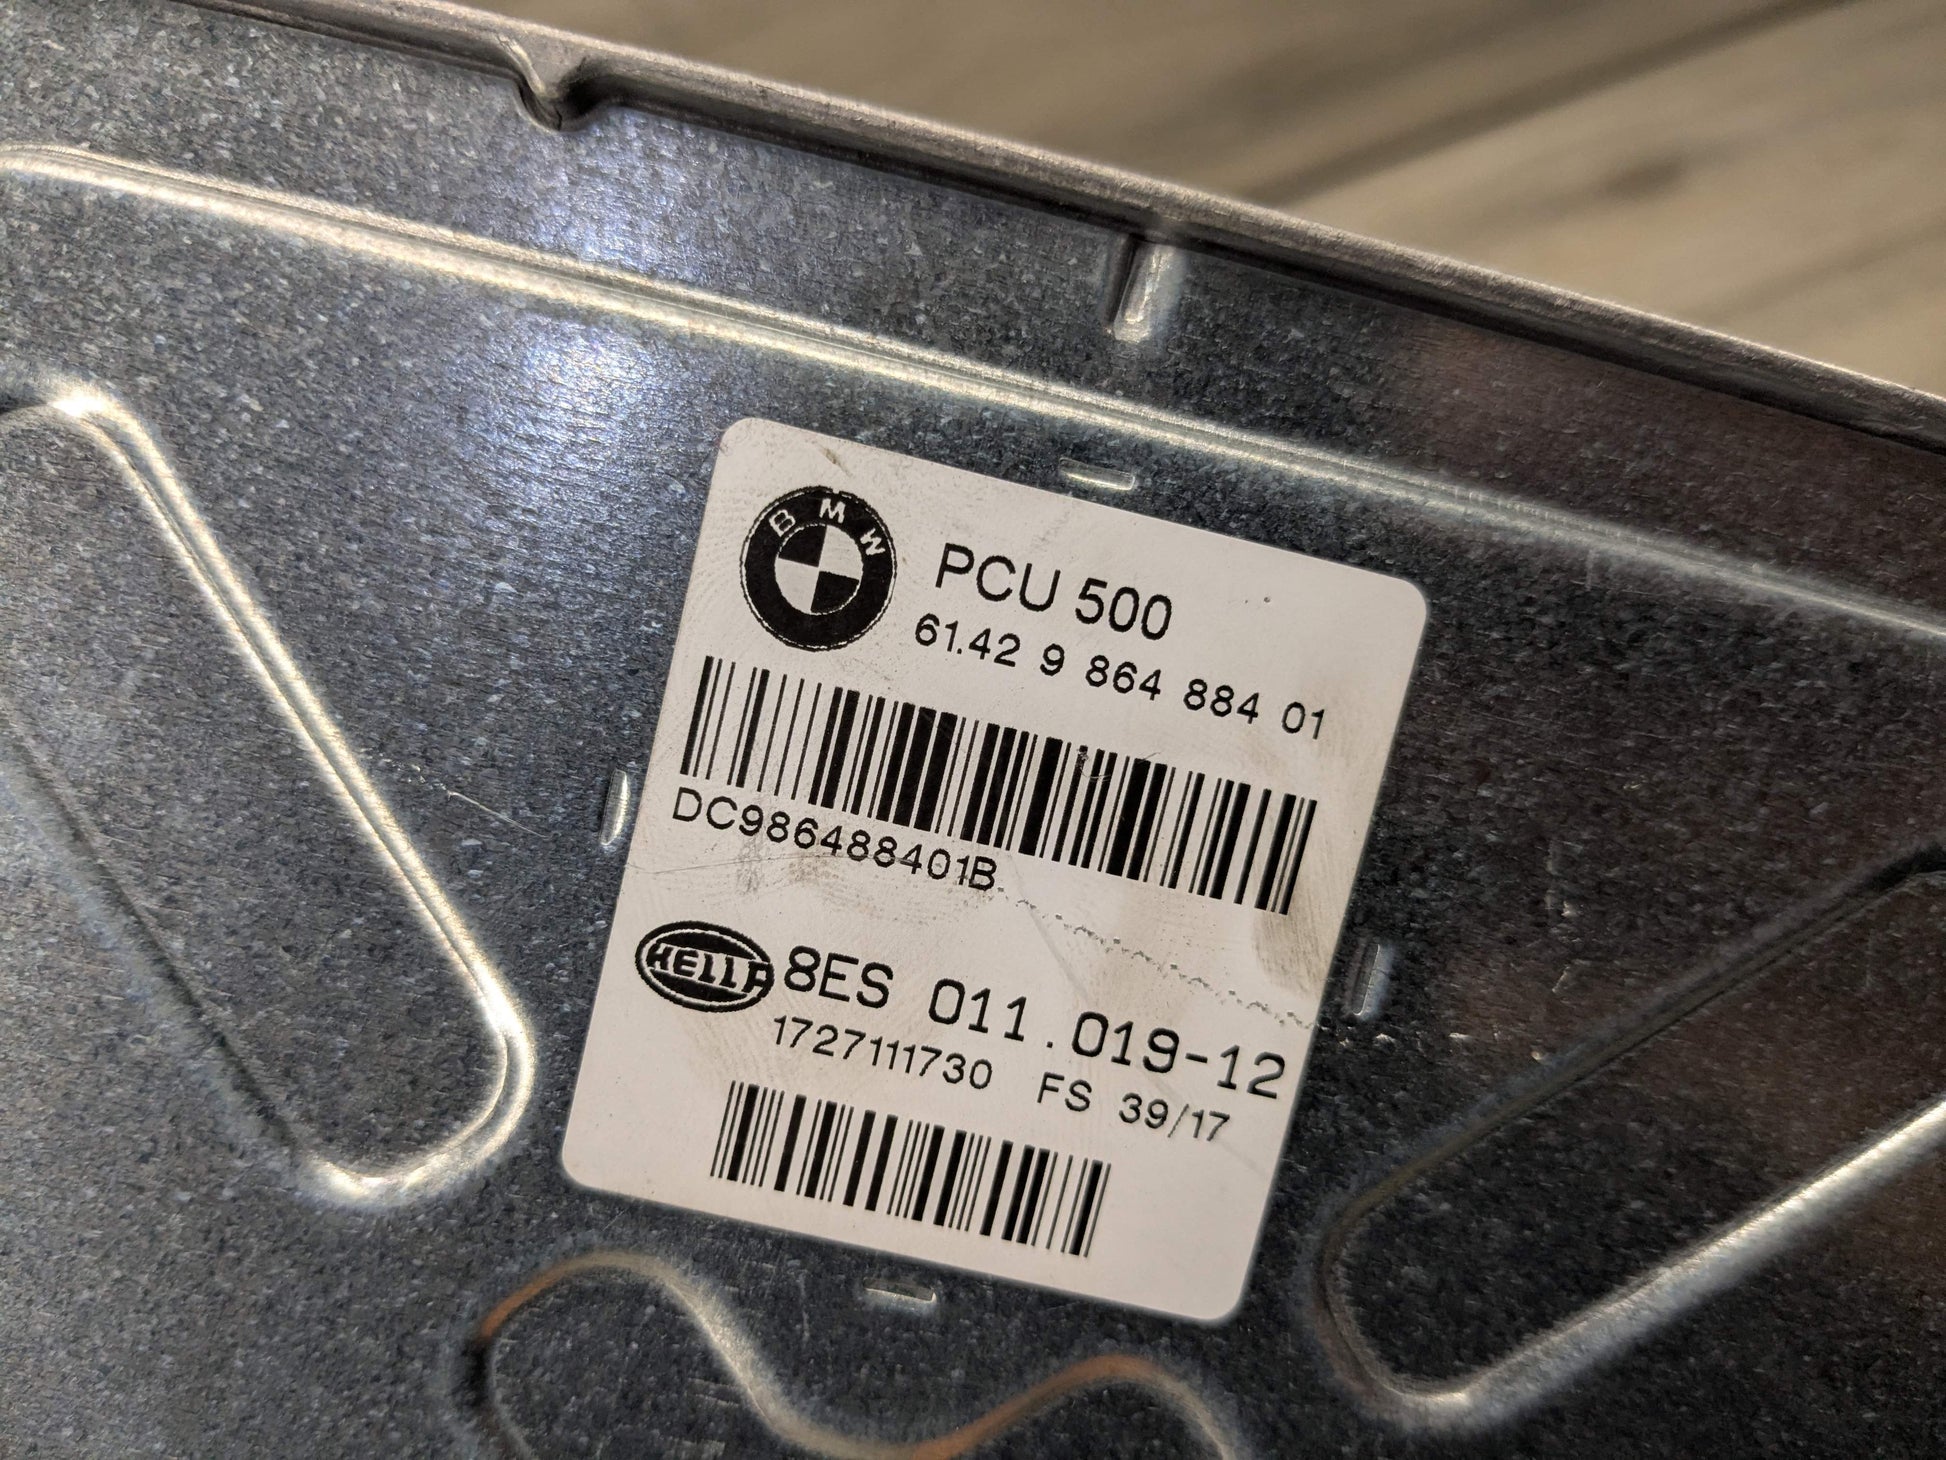 BMW
PCU 500
61.42 9 864 884 01
DC986488401B
HELLA
8ES 011.019-12
1727111730 FS 39/17